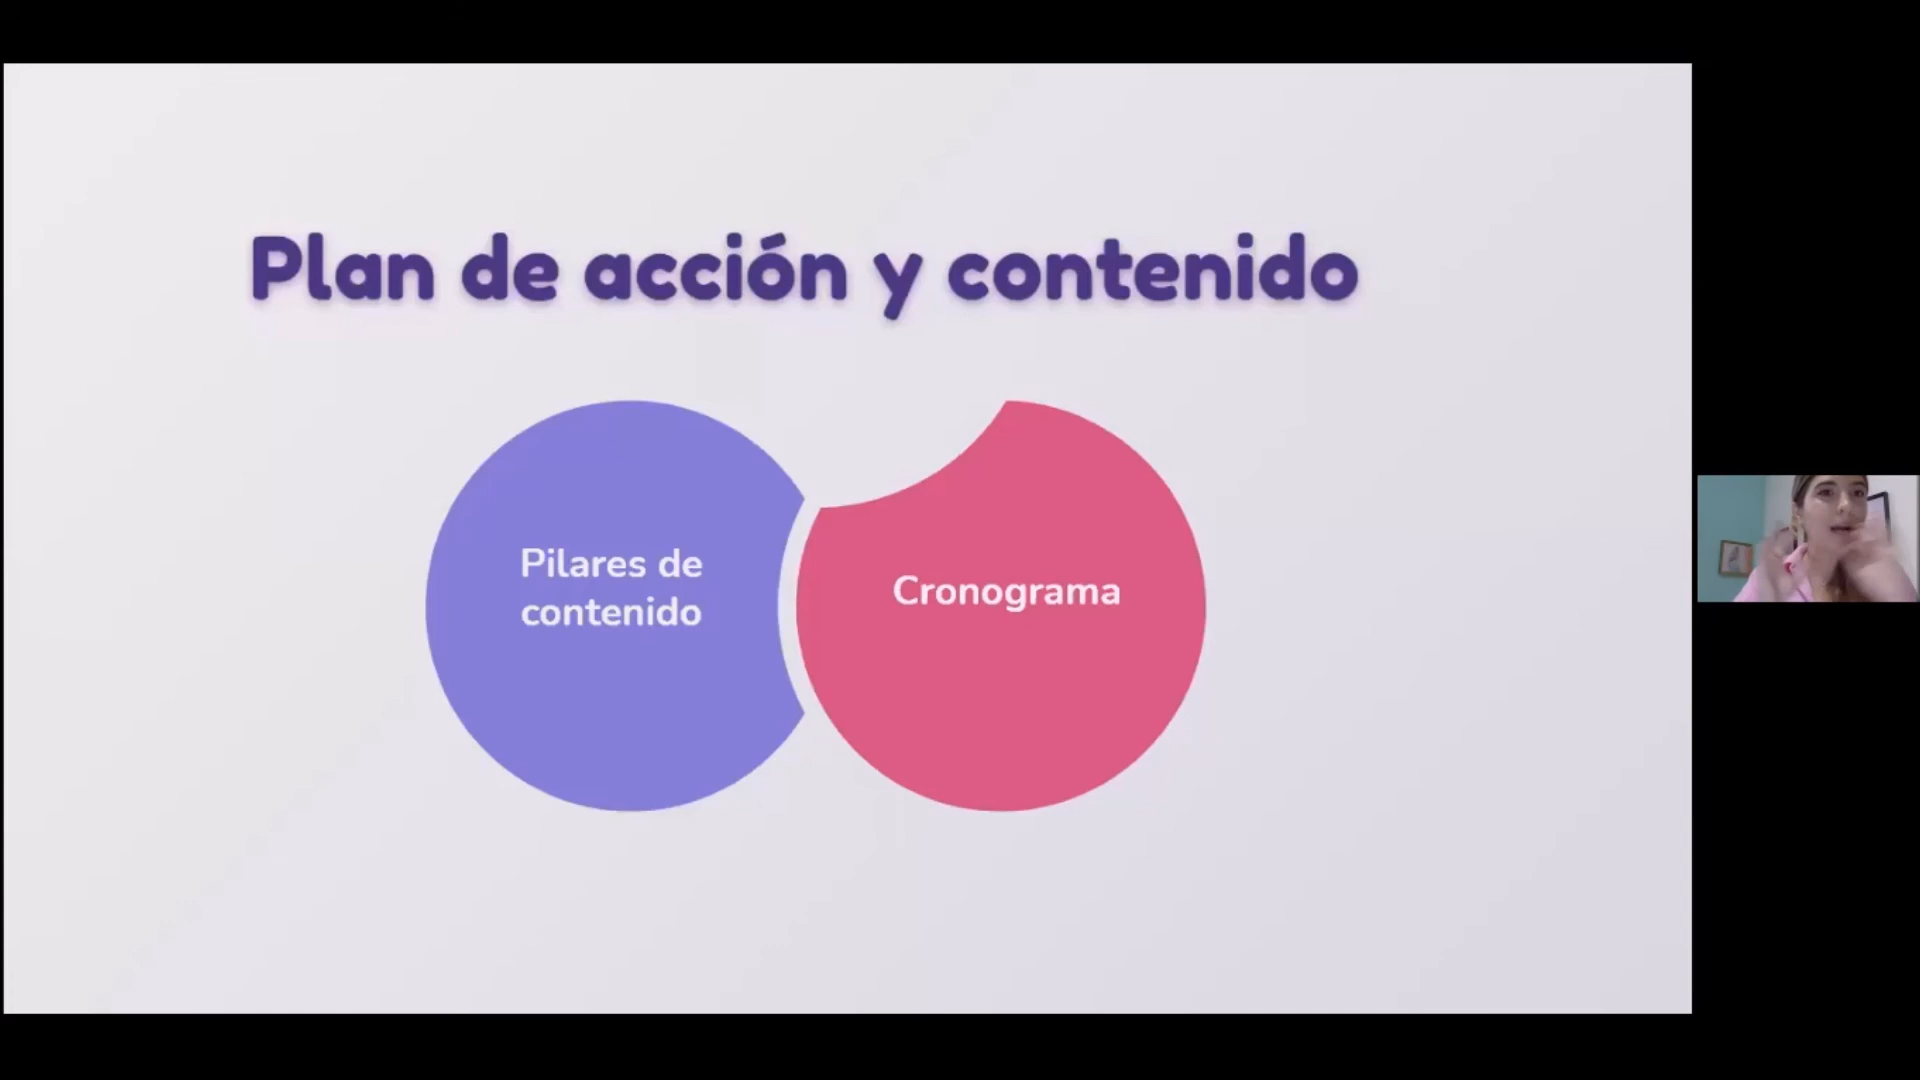 Plan de acción y contenido
Pilares de
contenido
Cronograma